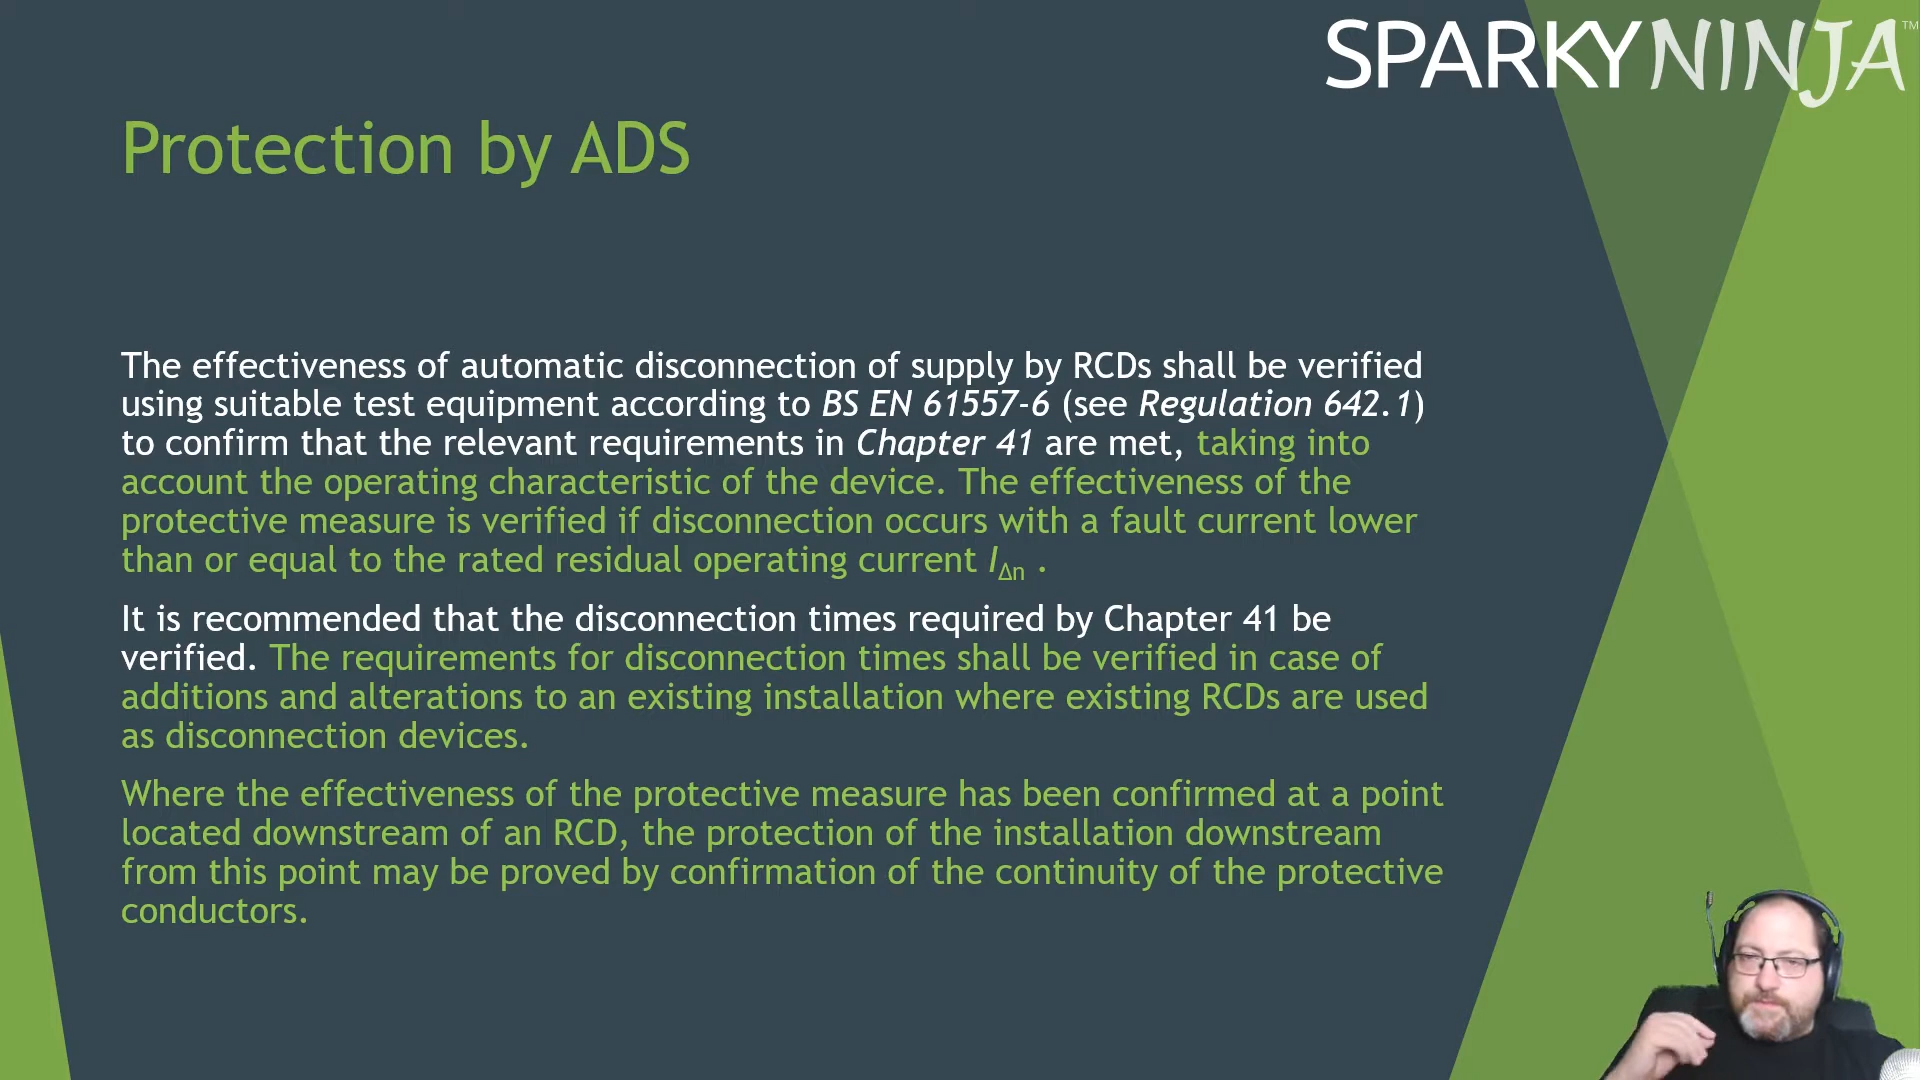 SPARKYNINJA™
Protection by ADS
The effectiveness of automatic disconnection of supply by RCDs shall be verified
using suitable test equipment according to BS EN 61557-6 (see Regulation 642.1)
to confirm that the relevant requirements in Chapter 41 are met, taking into
account the operating characteristic of the device. The effectiveness of the
protective measure is verified if disconnection occurs with a fault current lower
than or equal to the rated residual operating current IΔn .
It is recommended that the disconnection times required by Chapter 41 be
verified. The requirements for disconnection times shall be verified in case of
additions and alterations to an existing installation where existing RCDs are used
as disconnection devices.
Where the effectiveness of the protective measure has been confirmed at a point
located downstream of an RCD, the protection of the installation downstream
from this point may be proved by confirmation of the continuity of the protective
conductors.